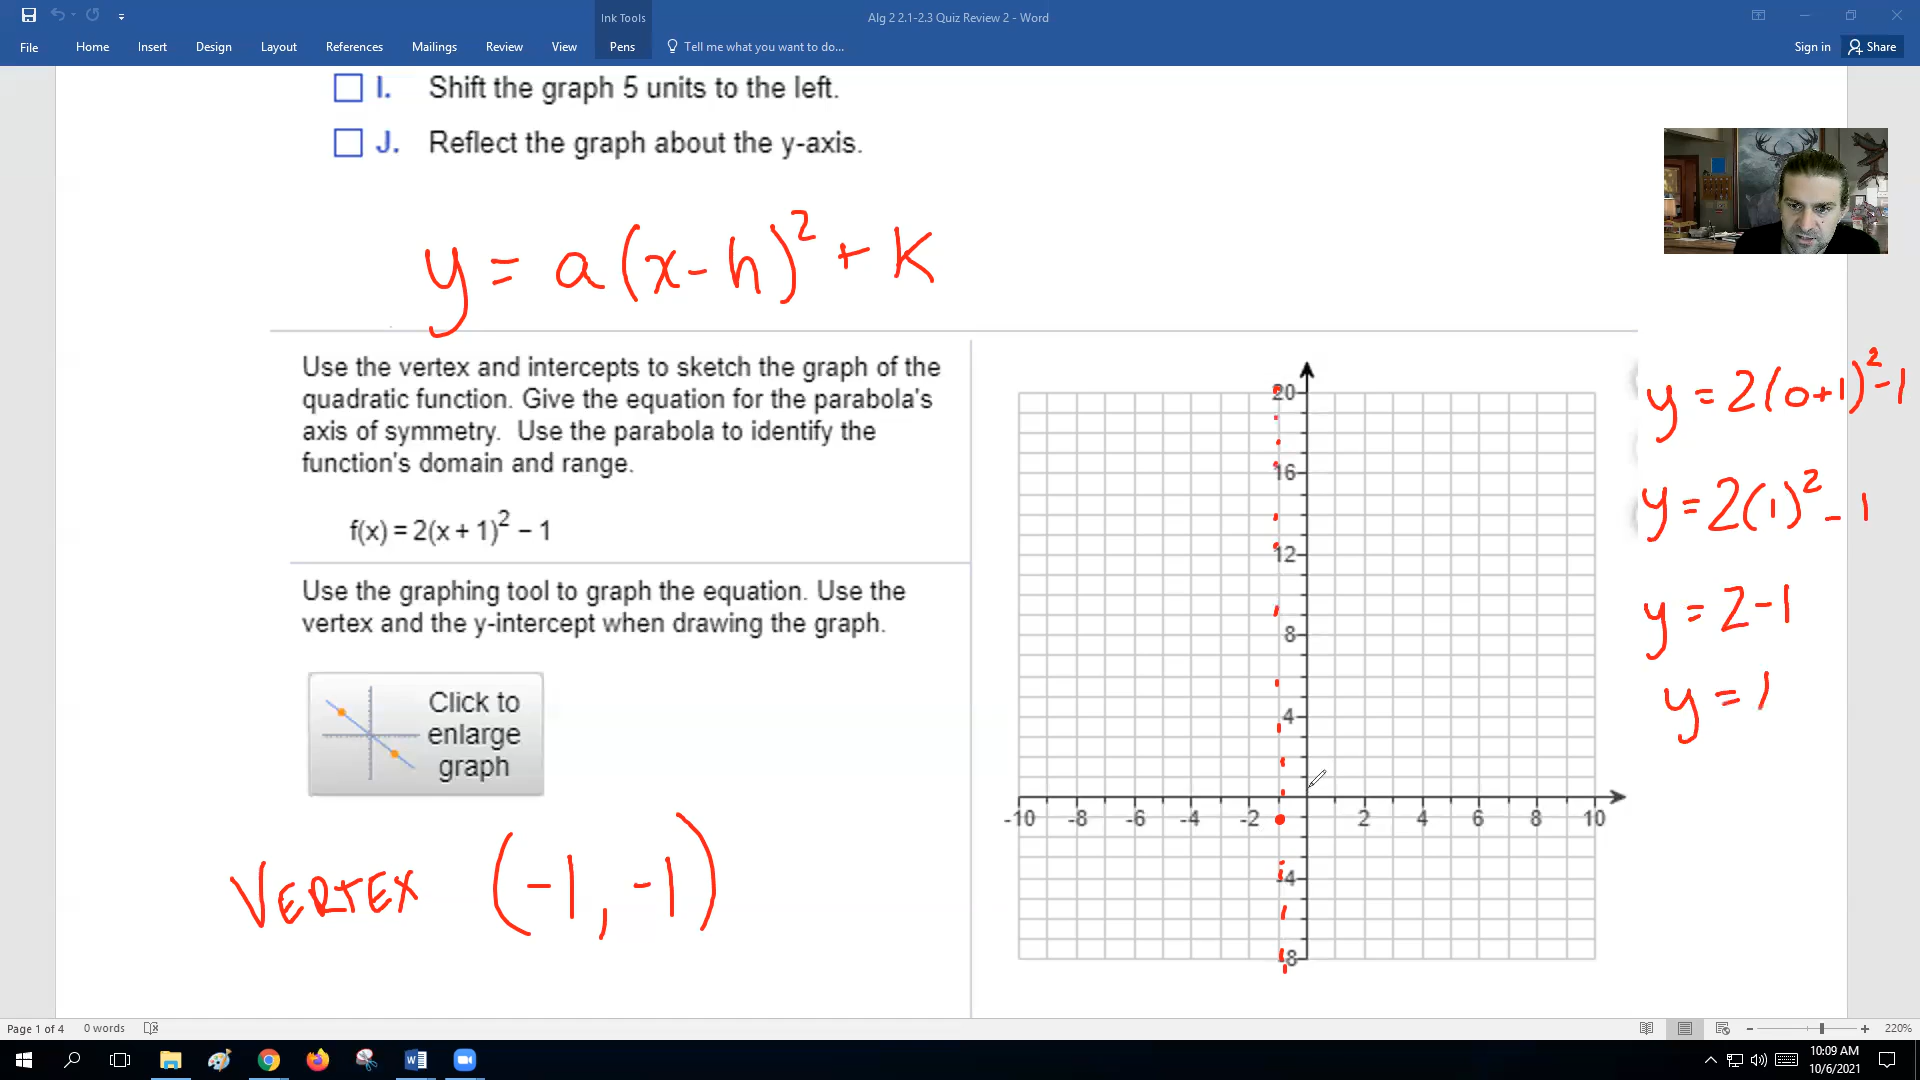 Ink Tools
Alg 2 2.1-2.3 Quiz Review 2 - Word
File Home Insert Design Layout References Mailings Review View Pens Tell me what you want to do... Sign in Share
I. Shift the graph 5 units to the left.
J. Reflect the graph about the y-axis.
y = a(x-h)² + k
Use the vertex and intercepts to sketch the graph of the
quadratic function. Give the equation for the parabola's
axis of symmetry. Use the parabola to identify the
function's domain and range.
f(x) = 2(x + 1)² − 1
Use the graphing tool to graph the equation. Use the
vertex and the y-intercept when drawing the graph.
Click to
enlarge
graph
VERTEX (-1, -1)
20
16
12
8
4
-10 -8 -6 -4 -2 2 4 6 8 10
-4
-8
y = 2(0+1)² -1
y = 2(1)² - 1
y = 2-1
y = 1
Page 1 of 4 0 words 220%
10:09 AM
10/6/2021